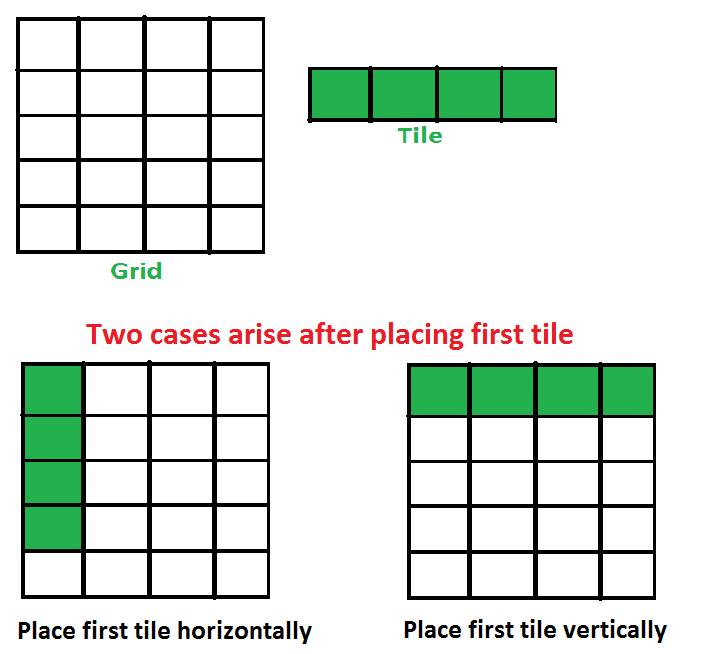 Tile
Grid
Two cases arise after placing first tile
Place first tile horizontally
Place first tile vertically